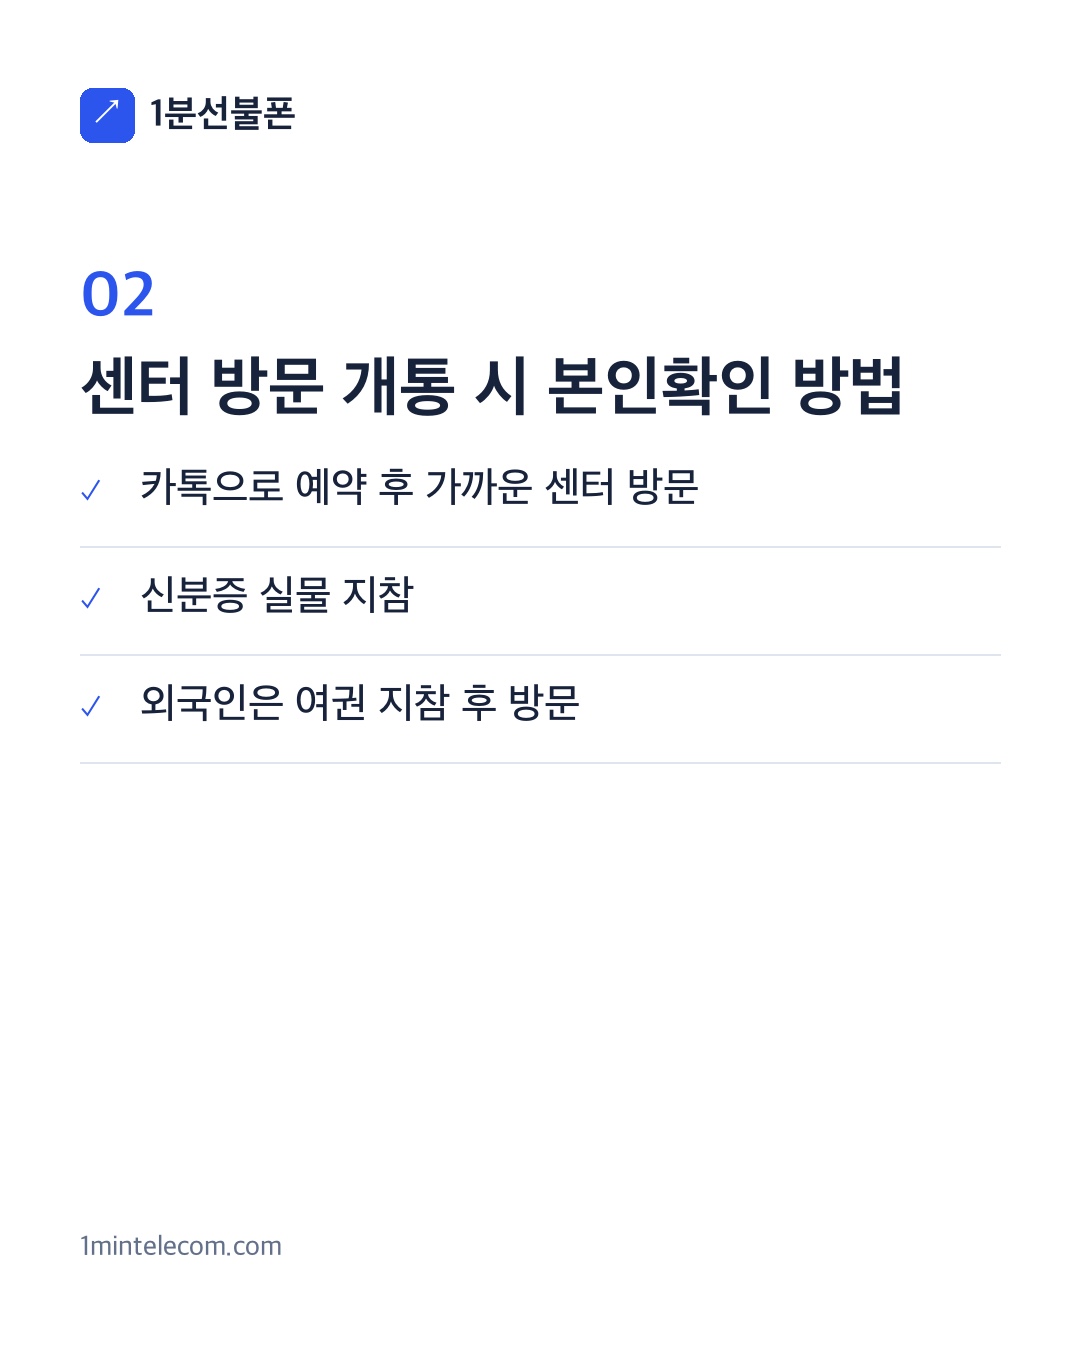 1분선불폰
02
센터 방문 개통 시 본인확인 방법
✓ 카톡으로 예약 후 가까운 센터 방문
✓ 신분증 실물 지참
✓ 외국인은 여권 지참 후 방문
1mintelecom.com